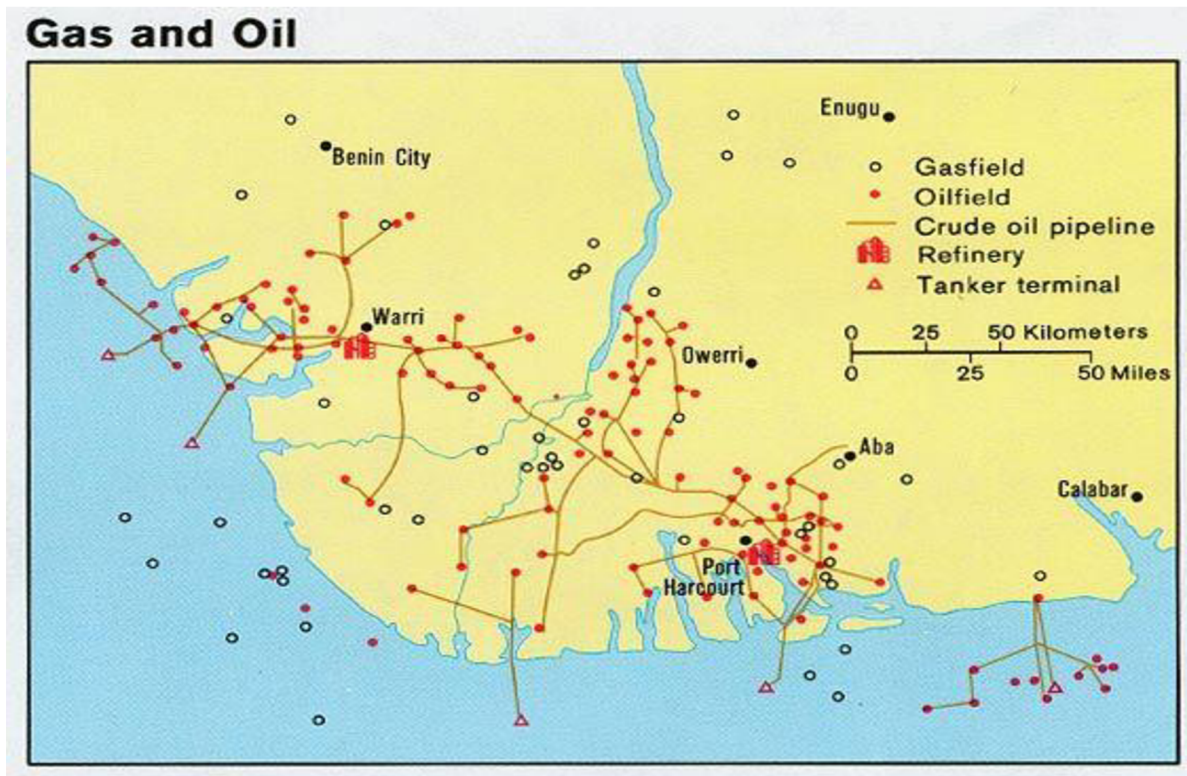 Gas and Oil
Enugu
Benin City
Gasfield
Oilfield
Crude oil pipeline
Refinery
Tanker terminal
Warri
0 25 50 Kilometers
0 25 50 Miles
Owerri
Aba
Calabar
Port
Harcourt